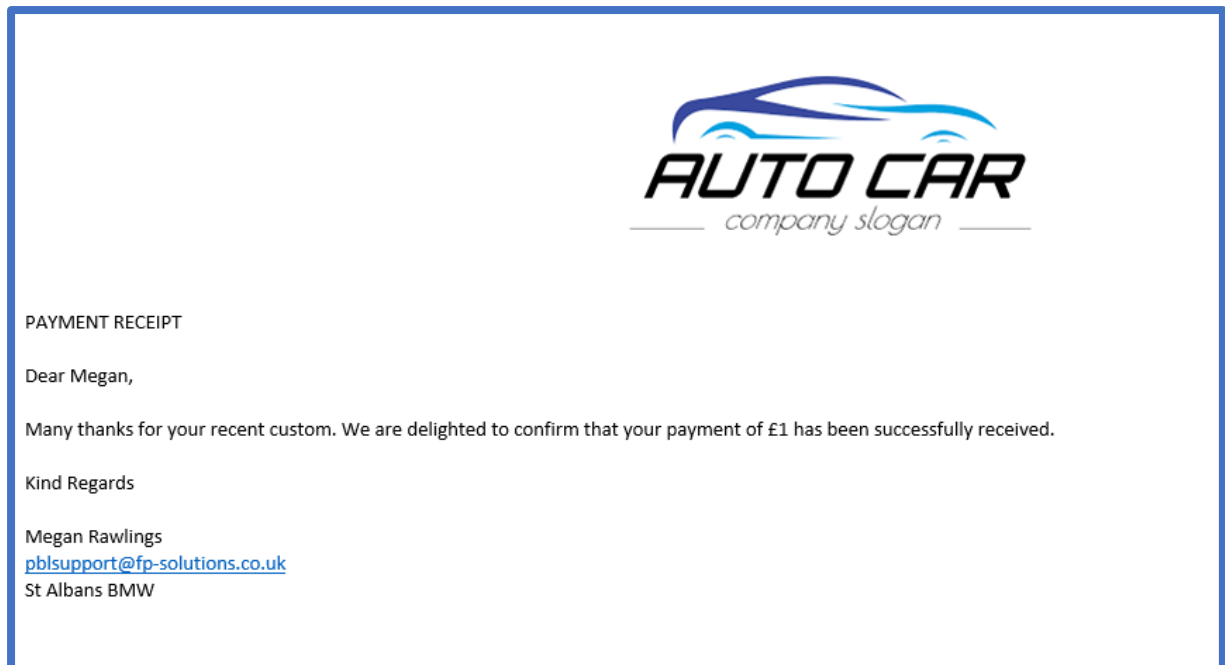 AUTO CAR
company slogan
PAYMENT RECEIPT
Dear Megan,
Many thanks for your recent custom. We are delighted to confirm that your payment of £1 has been successfully received.
Kind Regards
Megan Rawlings
pblsupport@fp-solutions.co.uk
St Albans BMW